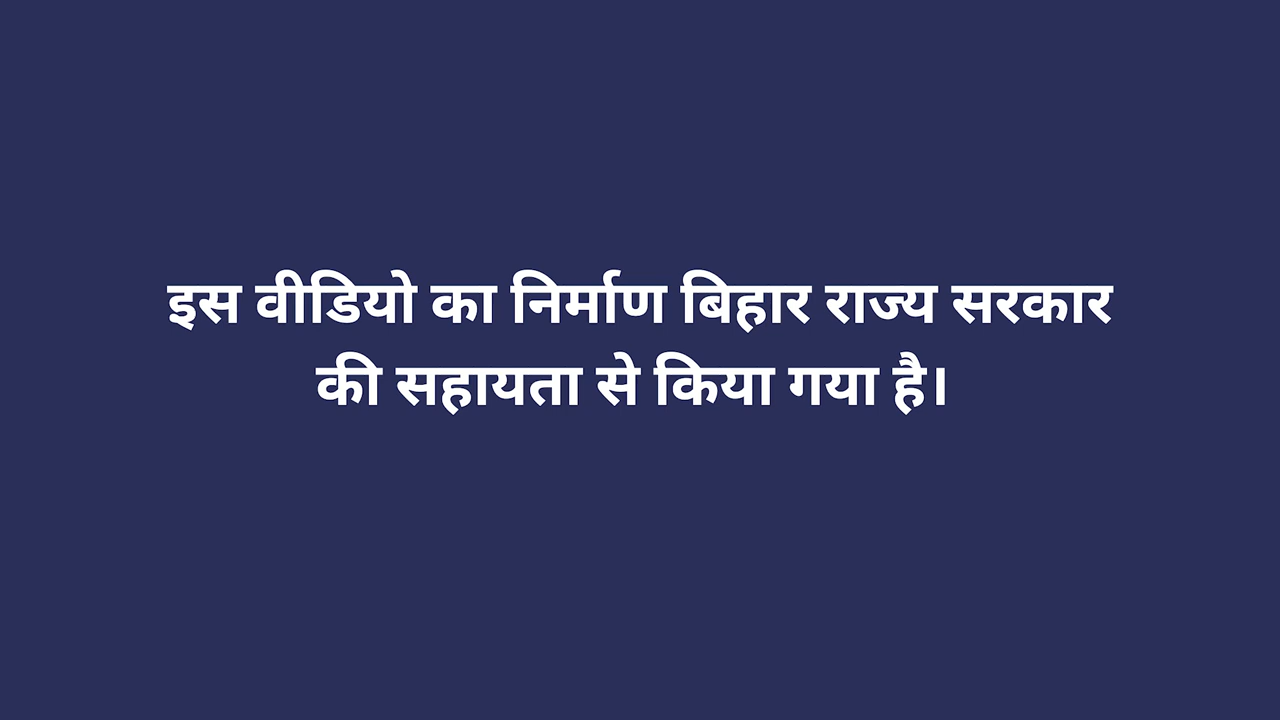 इस वीडियो का निर्माण बिहार राज्य सरकार
की सहायता से किया गया है।